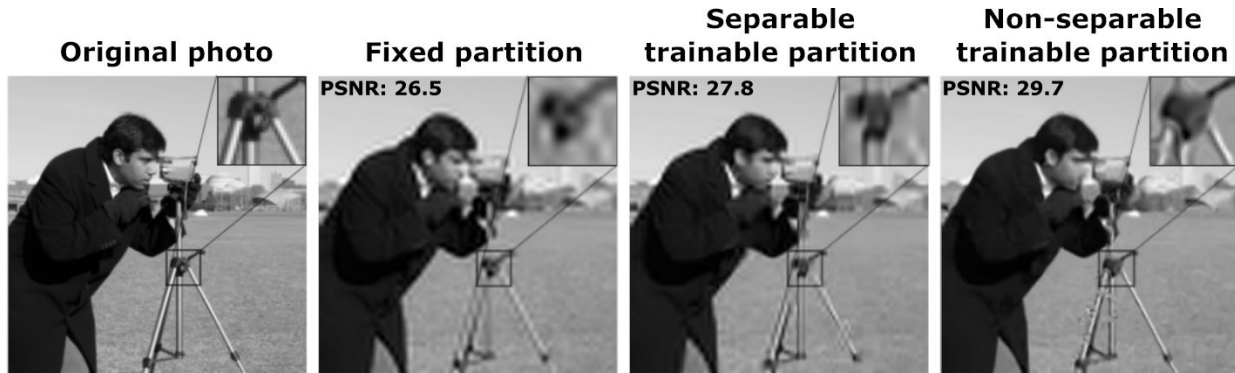 Original photo
Fixed partition
Separable
trainable partition
Non-separable
trainable partition
PSNR: 26.5
PSNR: 27.8
PSNR: 29.7